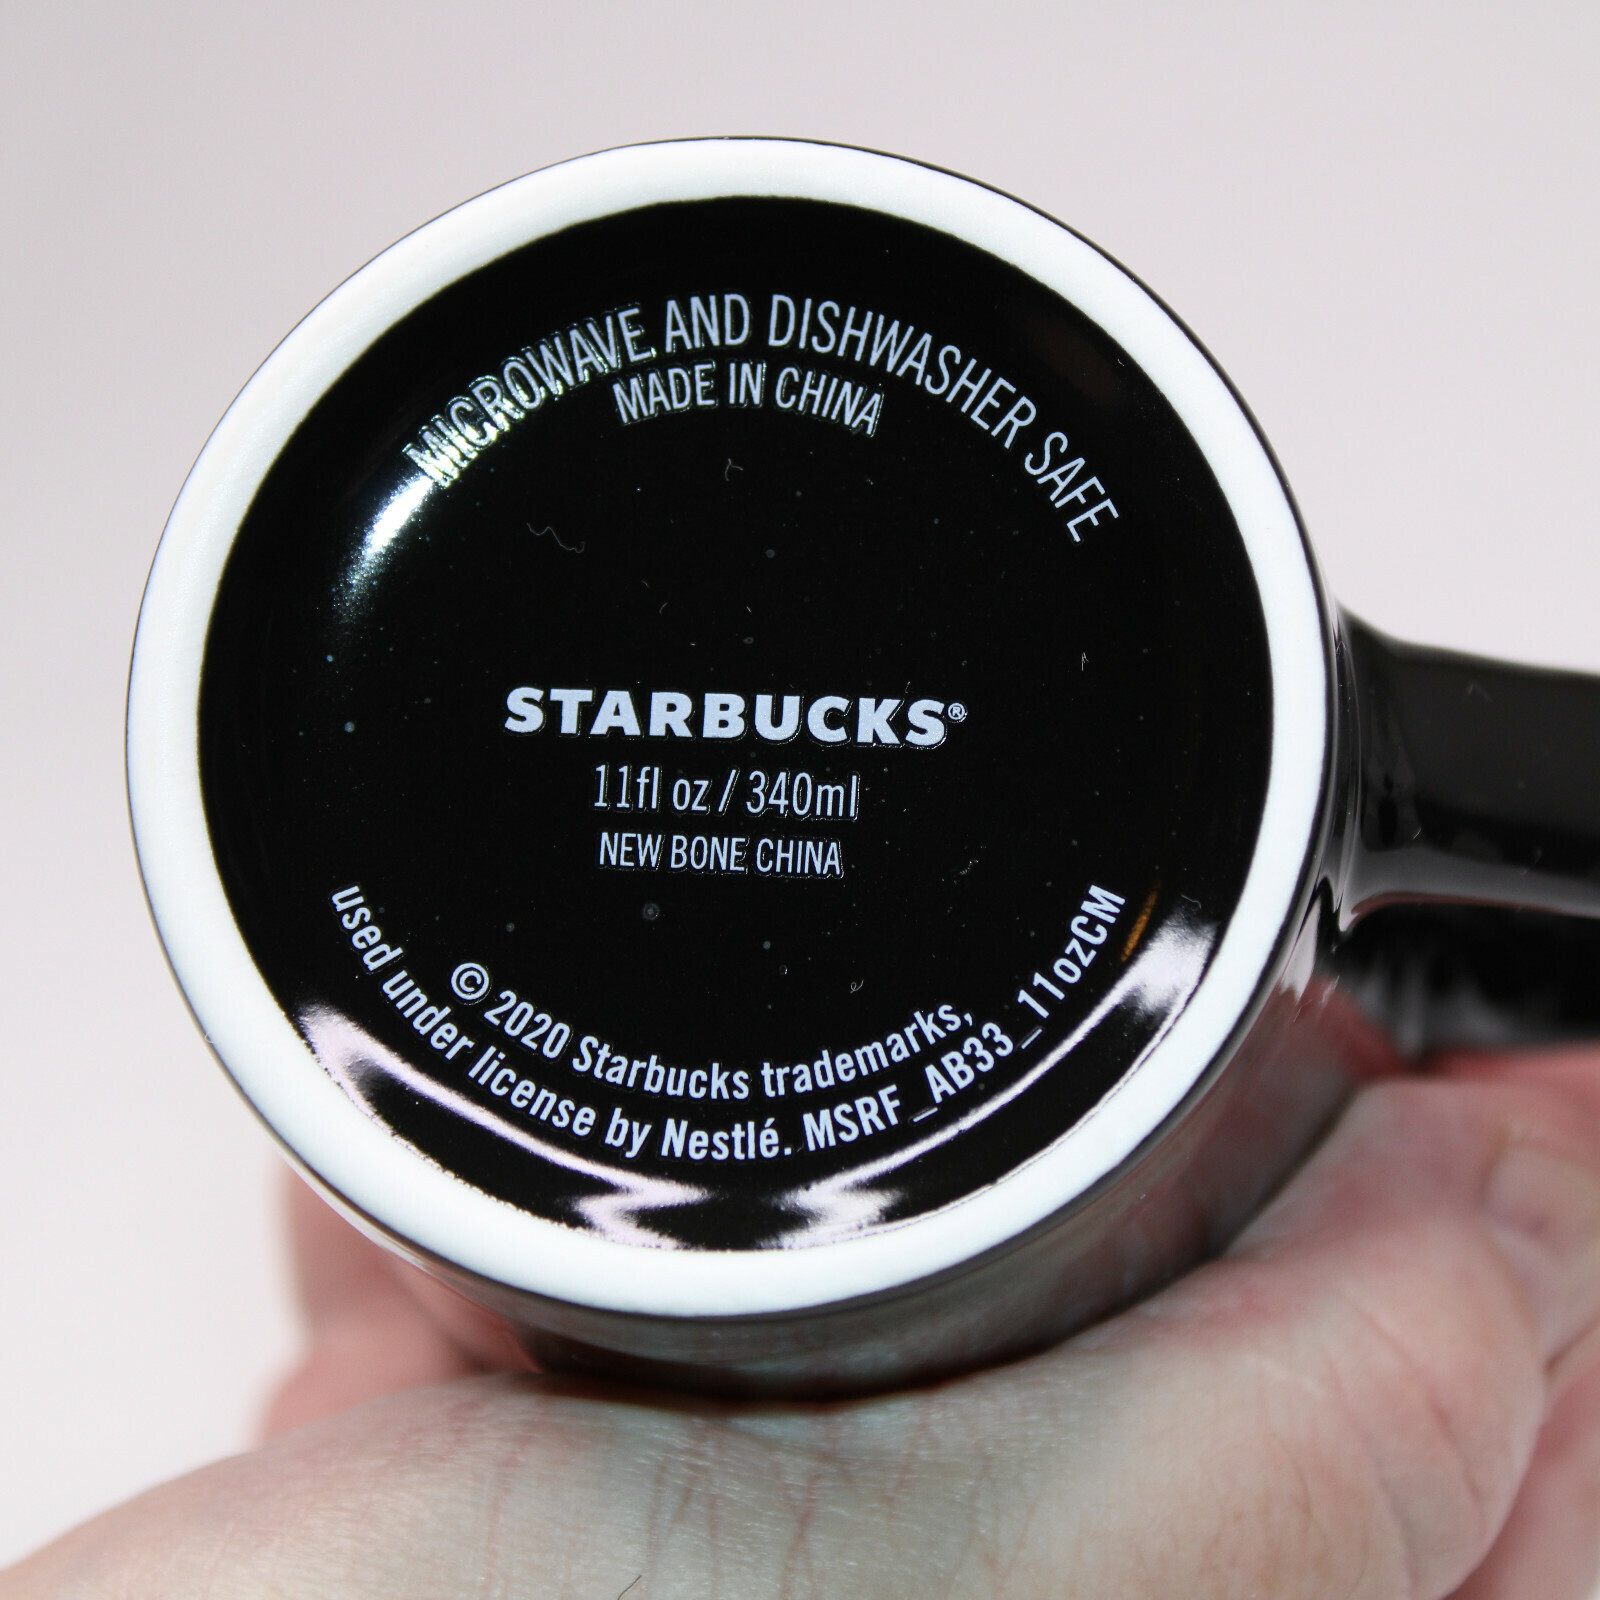 MICROWAVE AND DISHWASHER SAFE
MADE IN CHINA
STARBUCKS®
11fl oz / 340ml
NEW BONE CHINA
© 2020 Starbucks trademarks,
used under license by Nestlé. MSRF_AB33_11ozCM